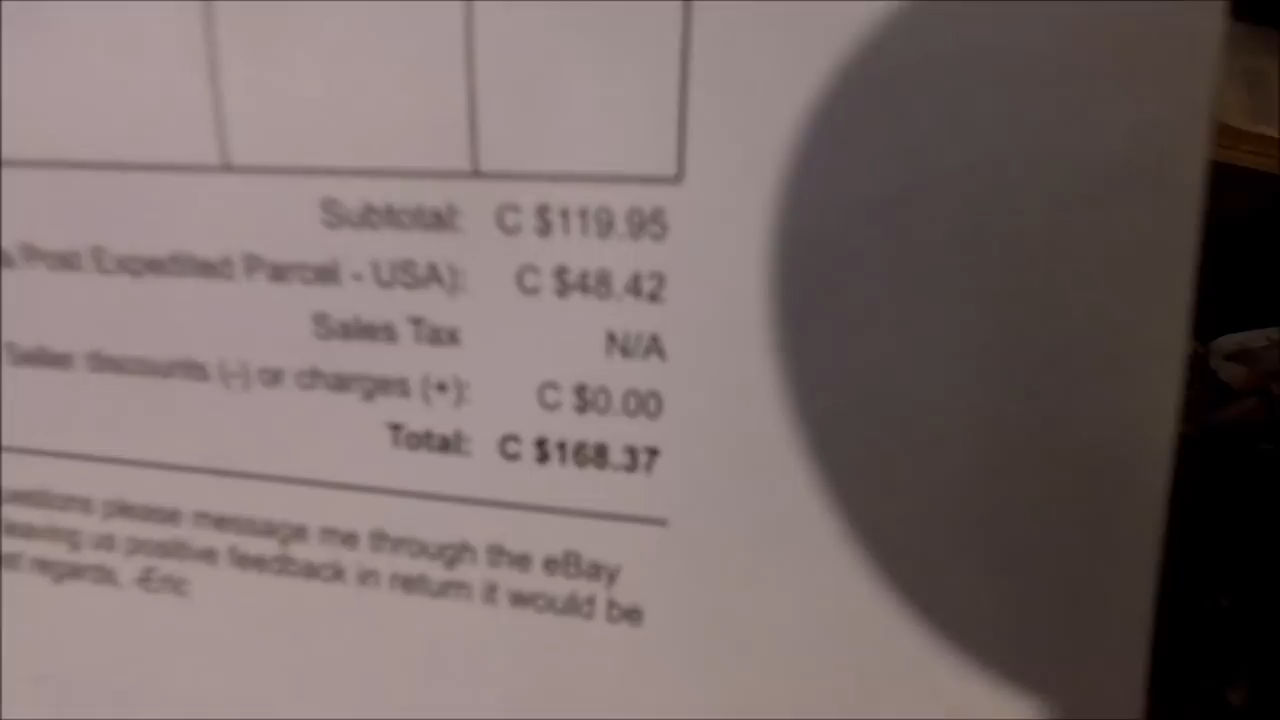 Subtotal: C $119.95
Post Expedited Parcel - USA): C $48.42
Sales Tax N/A
Seller discounts (-) or charges (+): C $0.00
Total: C $168.37
please message me through the eBay
leaving us positive feedback in return it would be
regards, -Eric